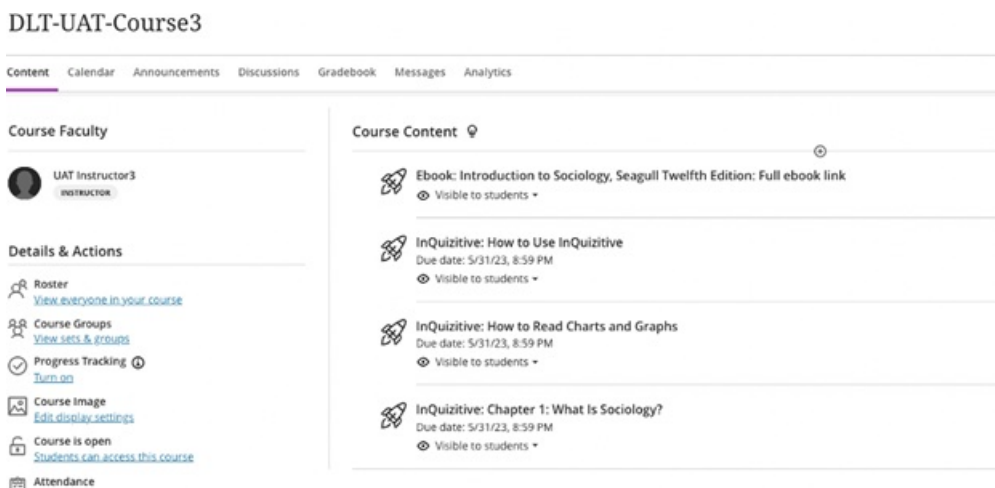 DLT-UAT-Course3
Content Calendar Announcements Discussions Gradebook Messages Analytics
Course Faculty
UAT Instructor3
INSTRUCTOR
Details & Actions
Roster
View everyone in your course
Course Groups
View sets & groups
Progress Tracking
Turn on
Course Image
Edit display settings
Course is open
Students can access this course
Attendance
Course Content
Ebook: Introduction to Sociology, Seagull Twelfth Edition: Full ebook link
Visible to students
InQuizitive: How to Use InQuizitive
Due date: 5/31/23, 8:59 PM
Visible to students
InQuizitive: How to Read Charts and Graphs
Due date: 5/31/23, 8:59 PM
Visible to students
InQuizitive: Chapter 1: What Is Sociology?
Due date: 5/31/23, 8:59 PM
Visible to students